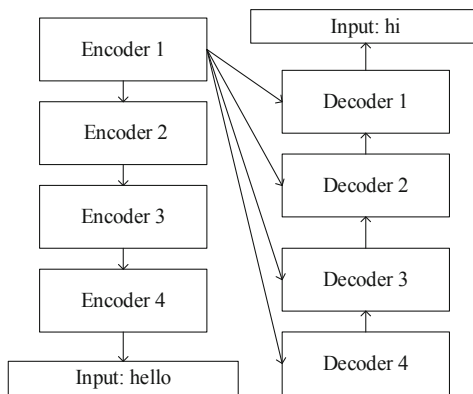 Encoder 1
Encoder 2
Encoder 3
Encoder 4
Input: hello
Input: hi
Decoder 1
Decoder 2
Decoder 3
Decoder 4